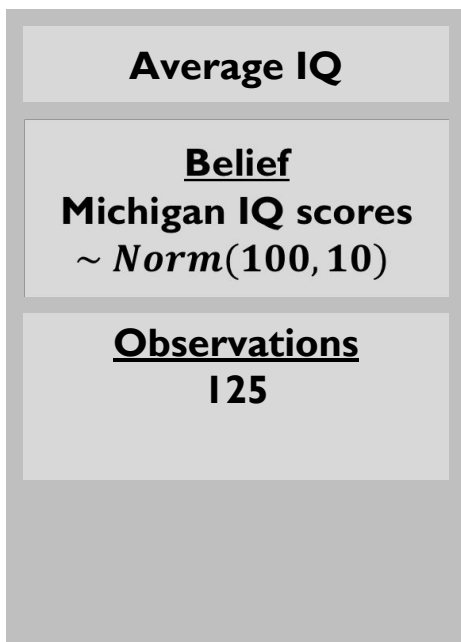 Average IQ
Belief
Michigan IQ scores
~ Norm(100, 10)
Observations
125